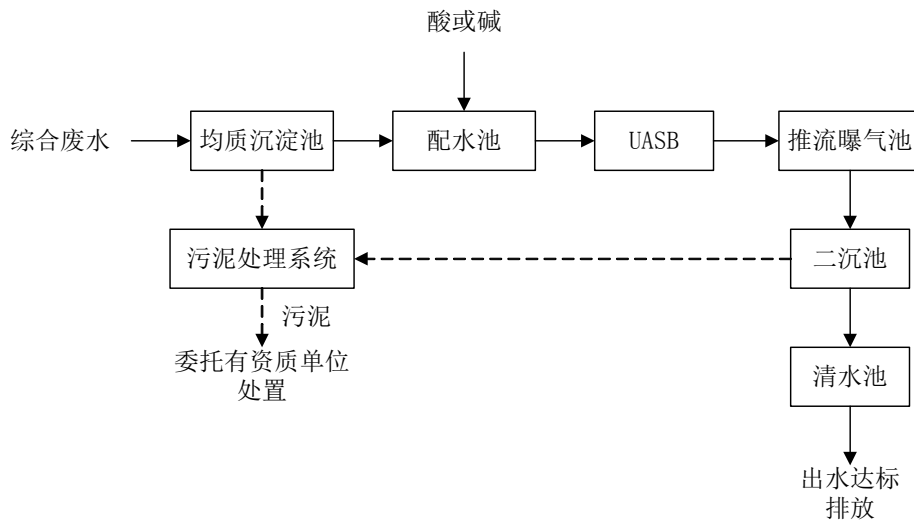 酸或碱
综合废水
均质沉淀池
配水池
UASB
推流曝气池
污泥处理系统
二沉池
污泥
委托有资质单位
处置
清水池
出水达标
排放